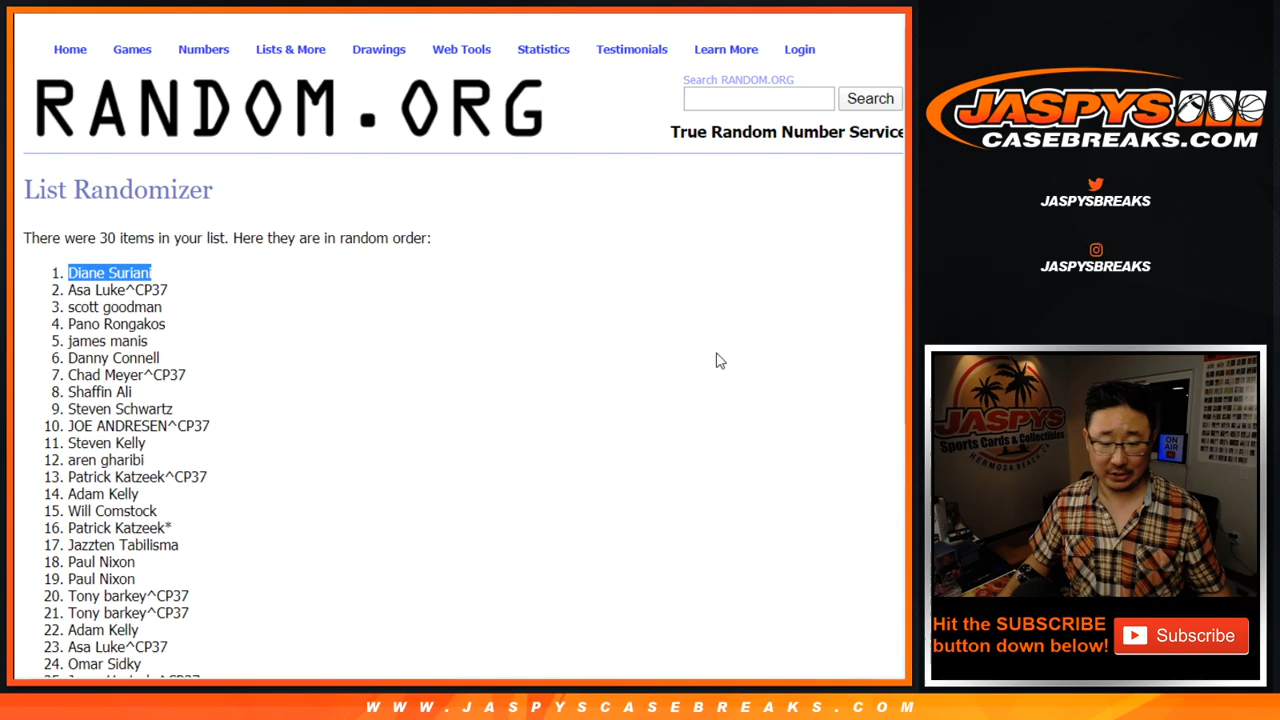 Home Games Numbers Lists & More Drawings Web Tools Statistics Testimonials Learn More Login
RANDOM.ORG
Search RANDOM.ORG
Search
True Random Number Service
List Randomizer
There were 30 items in your list. Here they are in random order:
1. Diane Suriani
2. Asa Luke^CP37
3. scott goodman
4. Pano Rongakos
5. james manis
6. Danny Connell
7. Chad Meyer^CP37
8. Shaffin Ali
9. Steven Schwartz
10. JOE ANDRESEN^CP37
11. Steven Kelly
12. aren gharibi
13. Patrick Katzeek^CP37
14. Adam Kelly
15. Will Comstock
16. Patrick Katzeek*
17. Jazzten Tabilisma
18. Paul Nixon
19. Paul Nixon
20. Tony barkey^CP37
21. Tony barkey^CP37
22. Adam Kelly
23. Asa Luke^CP37
24. Omar Sidky
JASPYS
CASEBREAKS.COM
JASPYSBREAKS
JASPYSBREAKS
JASPYS
Sports Cards & Collectibles
HERMOSA BEACH, CA
ON
AIR
Hit the SUBSCRIBE
button down below!
Subscribe
WWW.JASPYSCASEBREAKS.COM